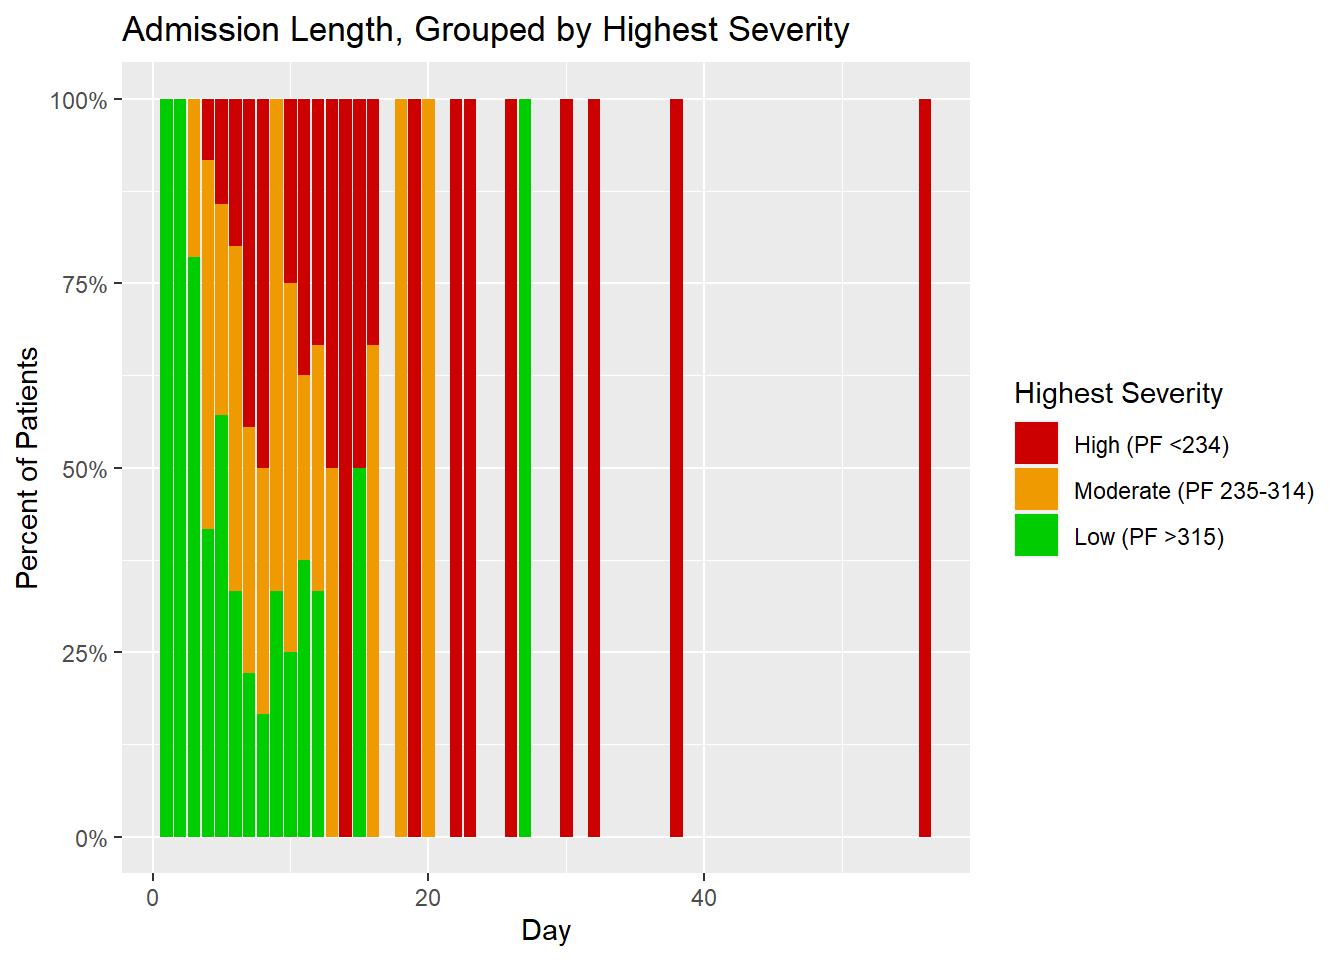 Admission Length, Grouped by Highest Severity
100%
75%
50%
25%
0%
Percent of Patients
0
20
40
Day
Highest Severity
High (PF <234)
Moderate (PF 235-314)
Low (PF >315)